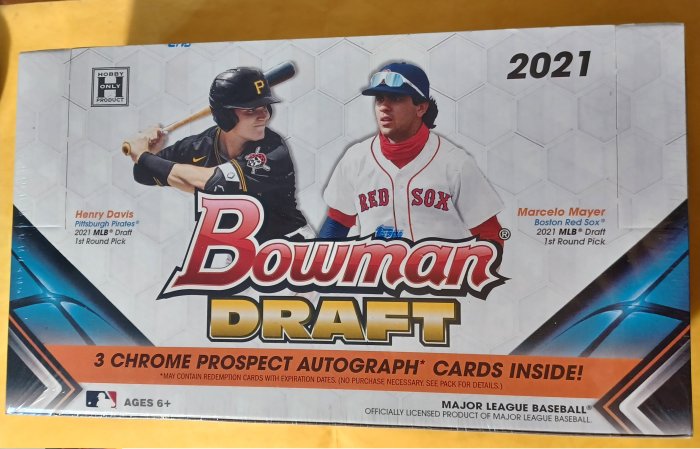 2021
HOBBY
H
ONLY
PRODUCT
P
Henry Davis
Pittsburgh Pirates®
2021 MLB® Draft
1st Round Pick
RED SOX
Marcelo Mayer
Boston Red Sox®
2021 MLB® Draft
1st Round Pick
Bowman®
DRAFT
3 CHROME PROSPECT AUTOGRAPH* CARDS INSIDE!
*MAY CONTAIN REDEMPTION CARDS WITH EXPIRATION DATES. (NO PURCHASE NECESSARY. SEE PACK FOR DETAILS.)
AGES 6+
MAJOR LEAGUE BASEBALL®
OFFICIALLY LICENSED PRODUCT OF MAJOR LEAGUE BASEBALL.